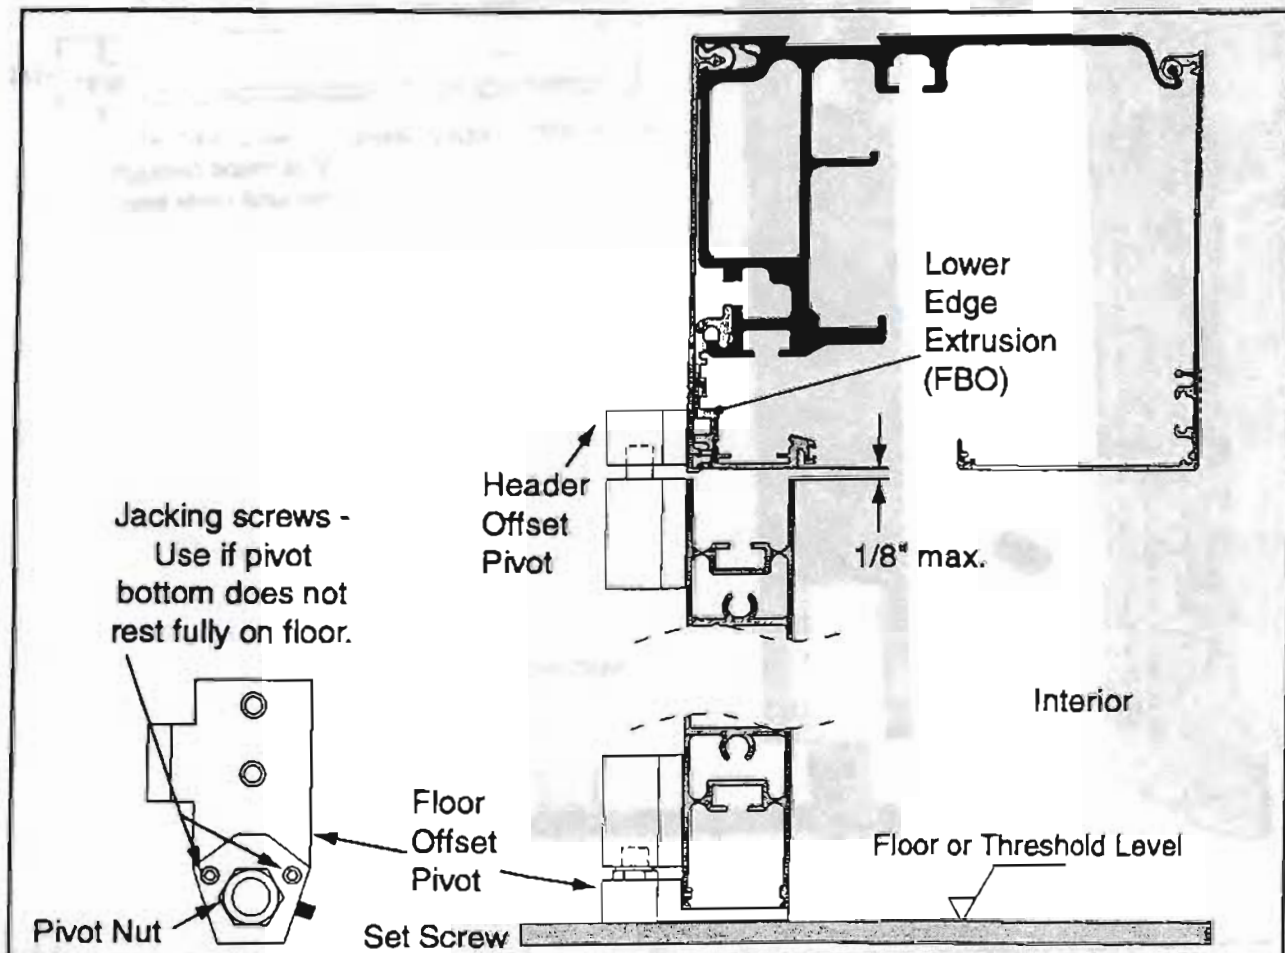 Lower
Edge
Extrusion
(FBO)
Header
Offset
Pivot
1/8" max.
Jacking screws -
Use if pivot
bottom does not
rest fully on floor.
Interior
Floor
Offset
Pivot
Floor or Threshold Level
Pivot Nut
Set Screw